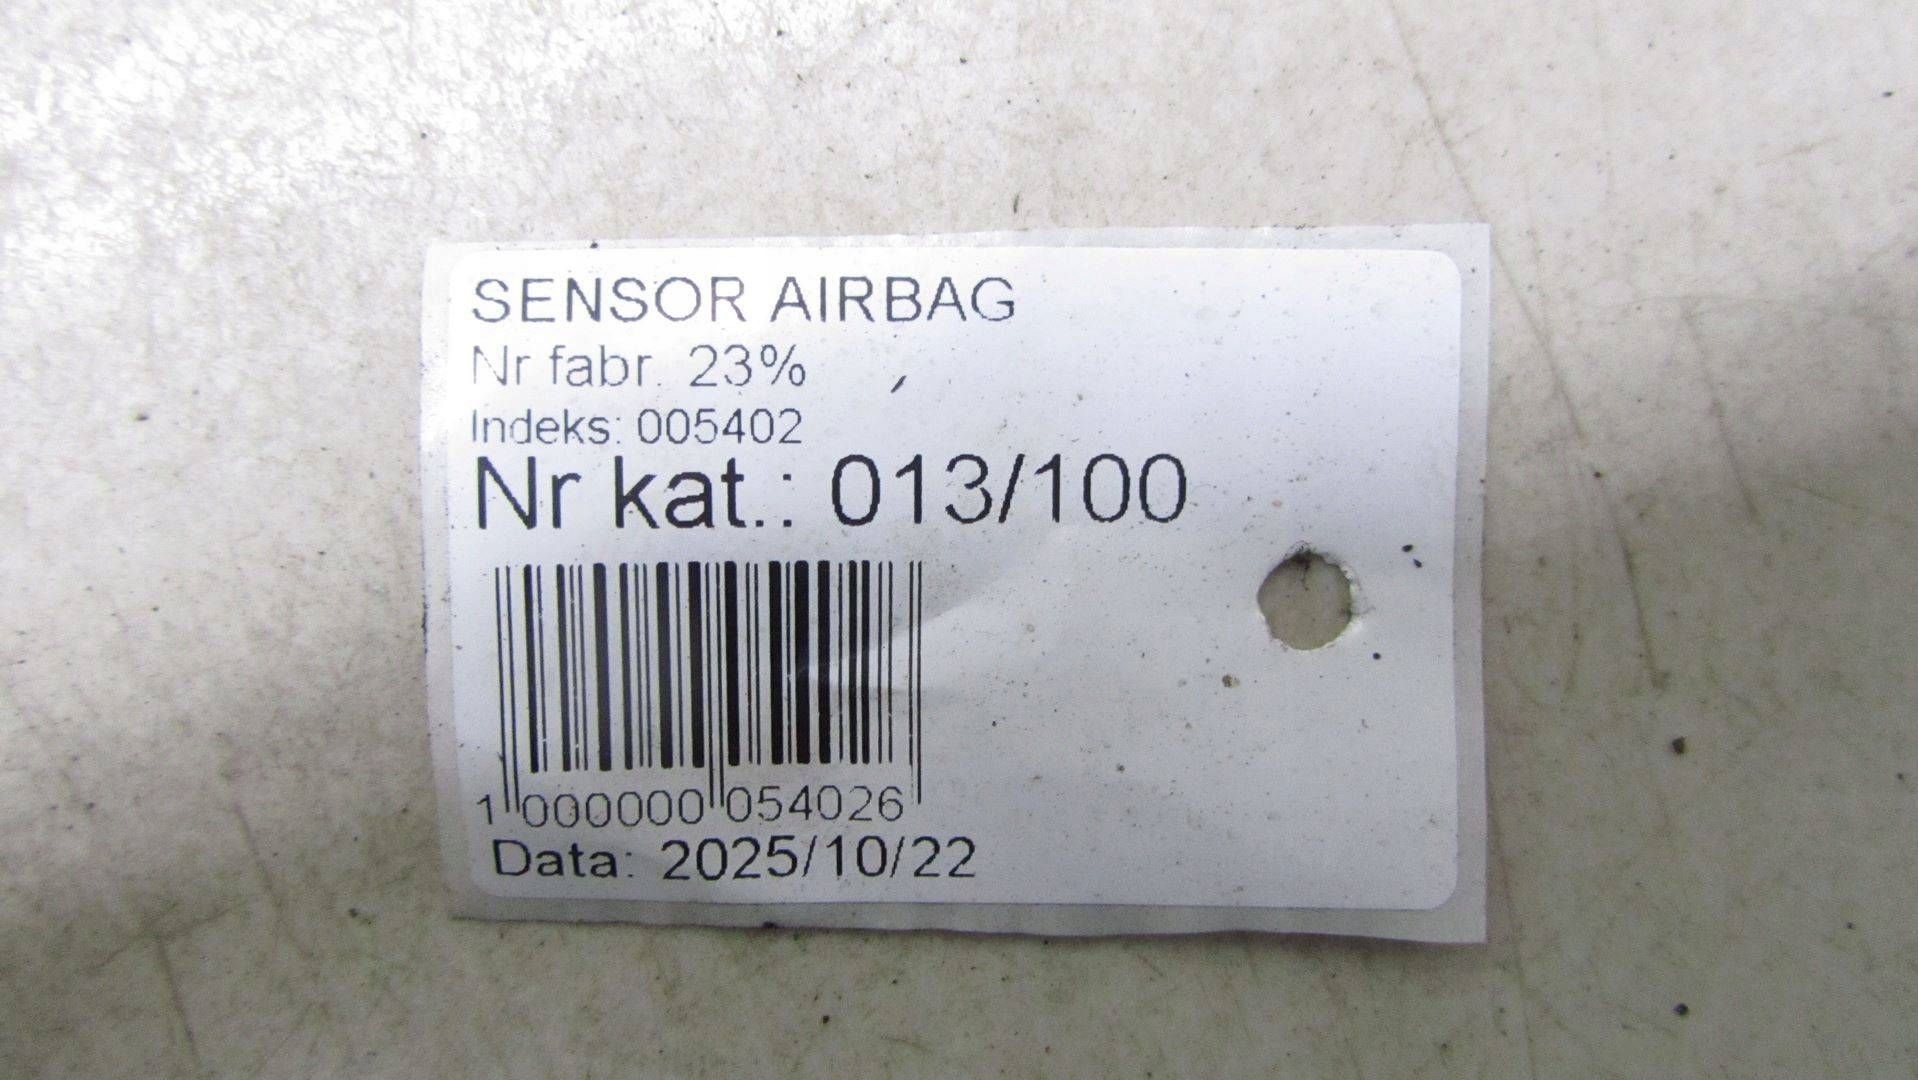 SENSOR AIRBAG
Nr fabr. 23%
Indeks: 005402
Nr kat.: 013/100
1 000000 054026
Data: 2025/10/22